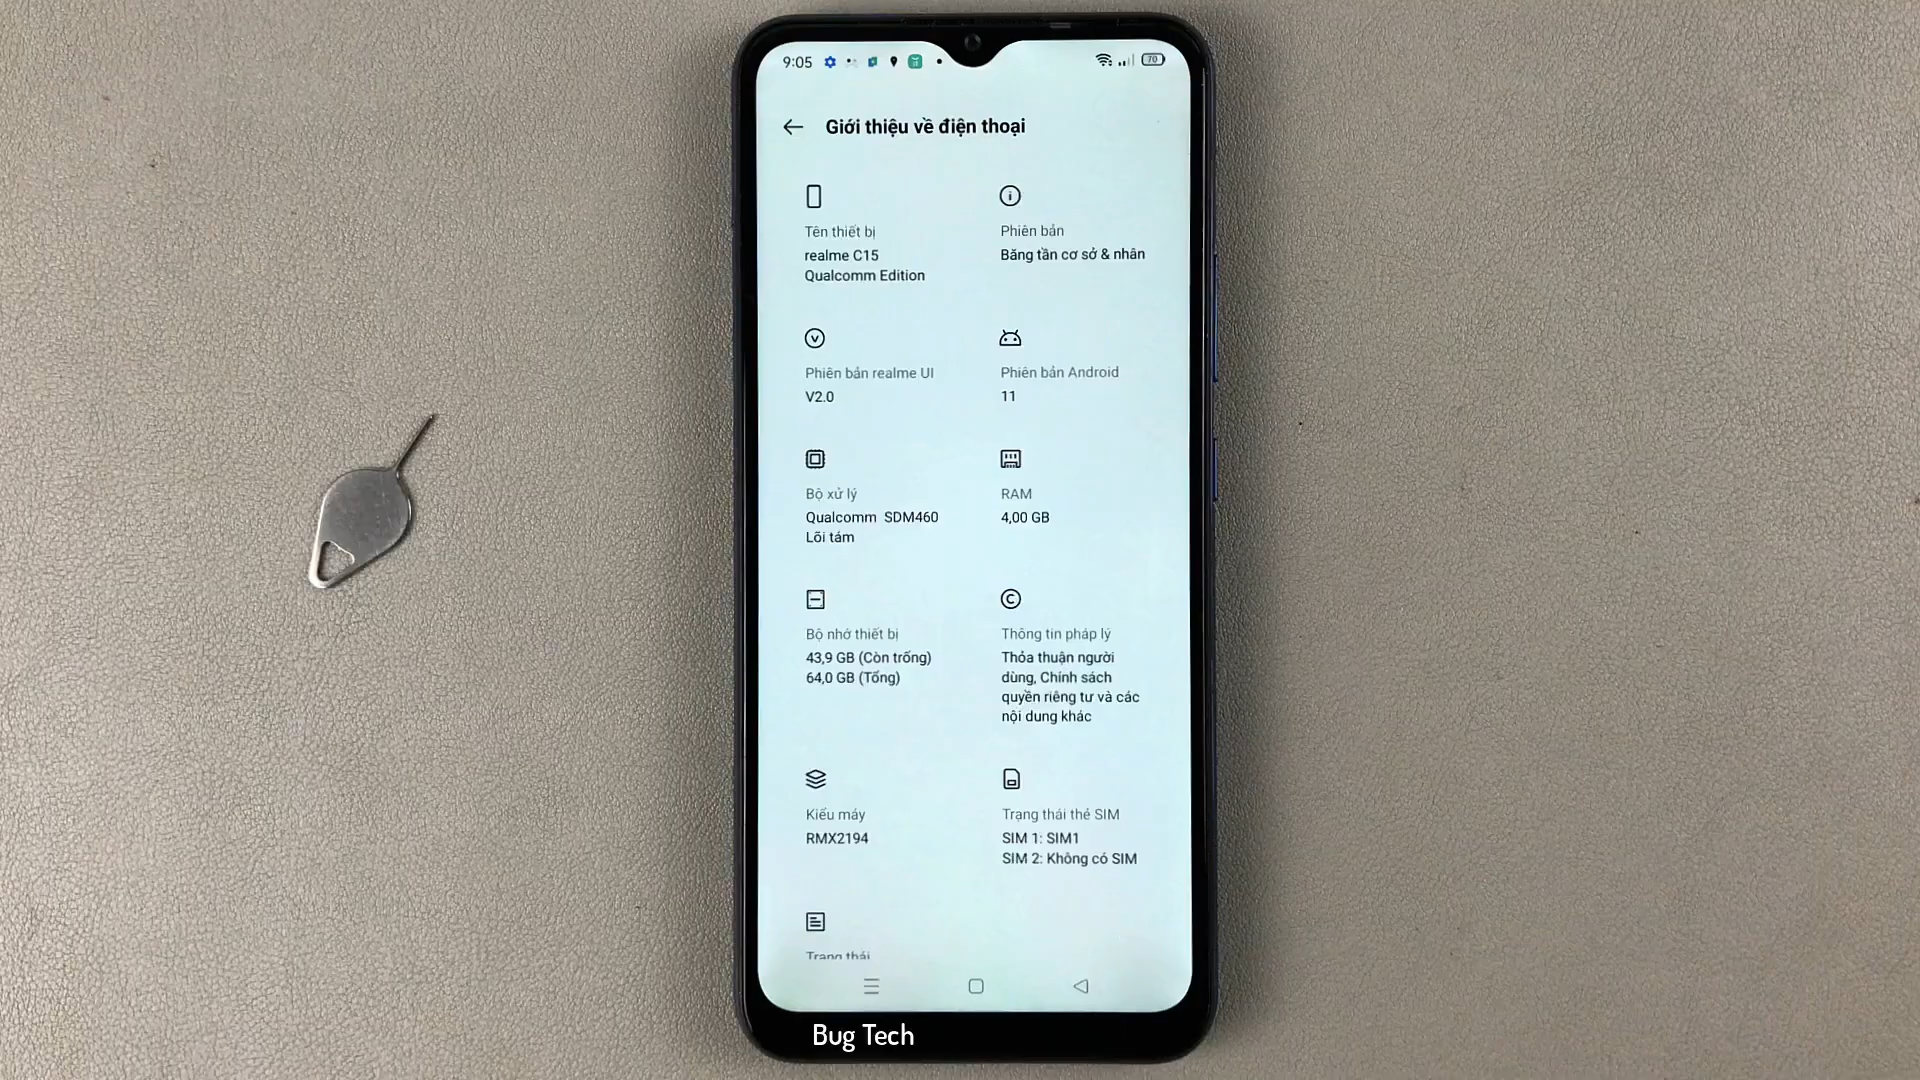 9:05
70
Giới thiệu về điện thoại
Tên thiết bị
realme C15
Qualcomm Edition
Phiên bản
Băng tần cơ sở & nhân
Phiên bản realme UI
V2.0
Phiên bản Android
11
Bộ xử lý
Qualcomm SDM460
Lõi tám
RAM
4,00 GB
Bộ nhớ thiết bị
43,9 GB (Còn trống)
64,0 GB (Tổng)
Thông tin pháp lý
Thỏa thuận người
dùng, Chính sách
quyền riêng tư và các
nội dung khác
Kiểu máy
RMX2194
Trạng thái thẻ SIM
SIM 1: SIM1
SIM 2: Không có SIM
Trạng thái
Bug Tech